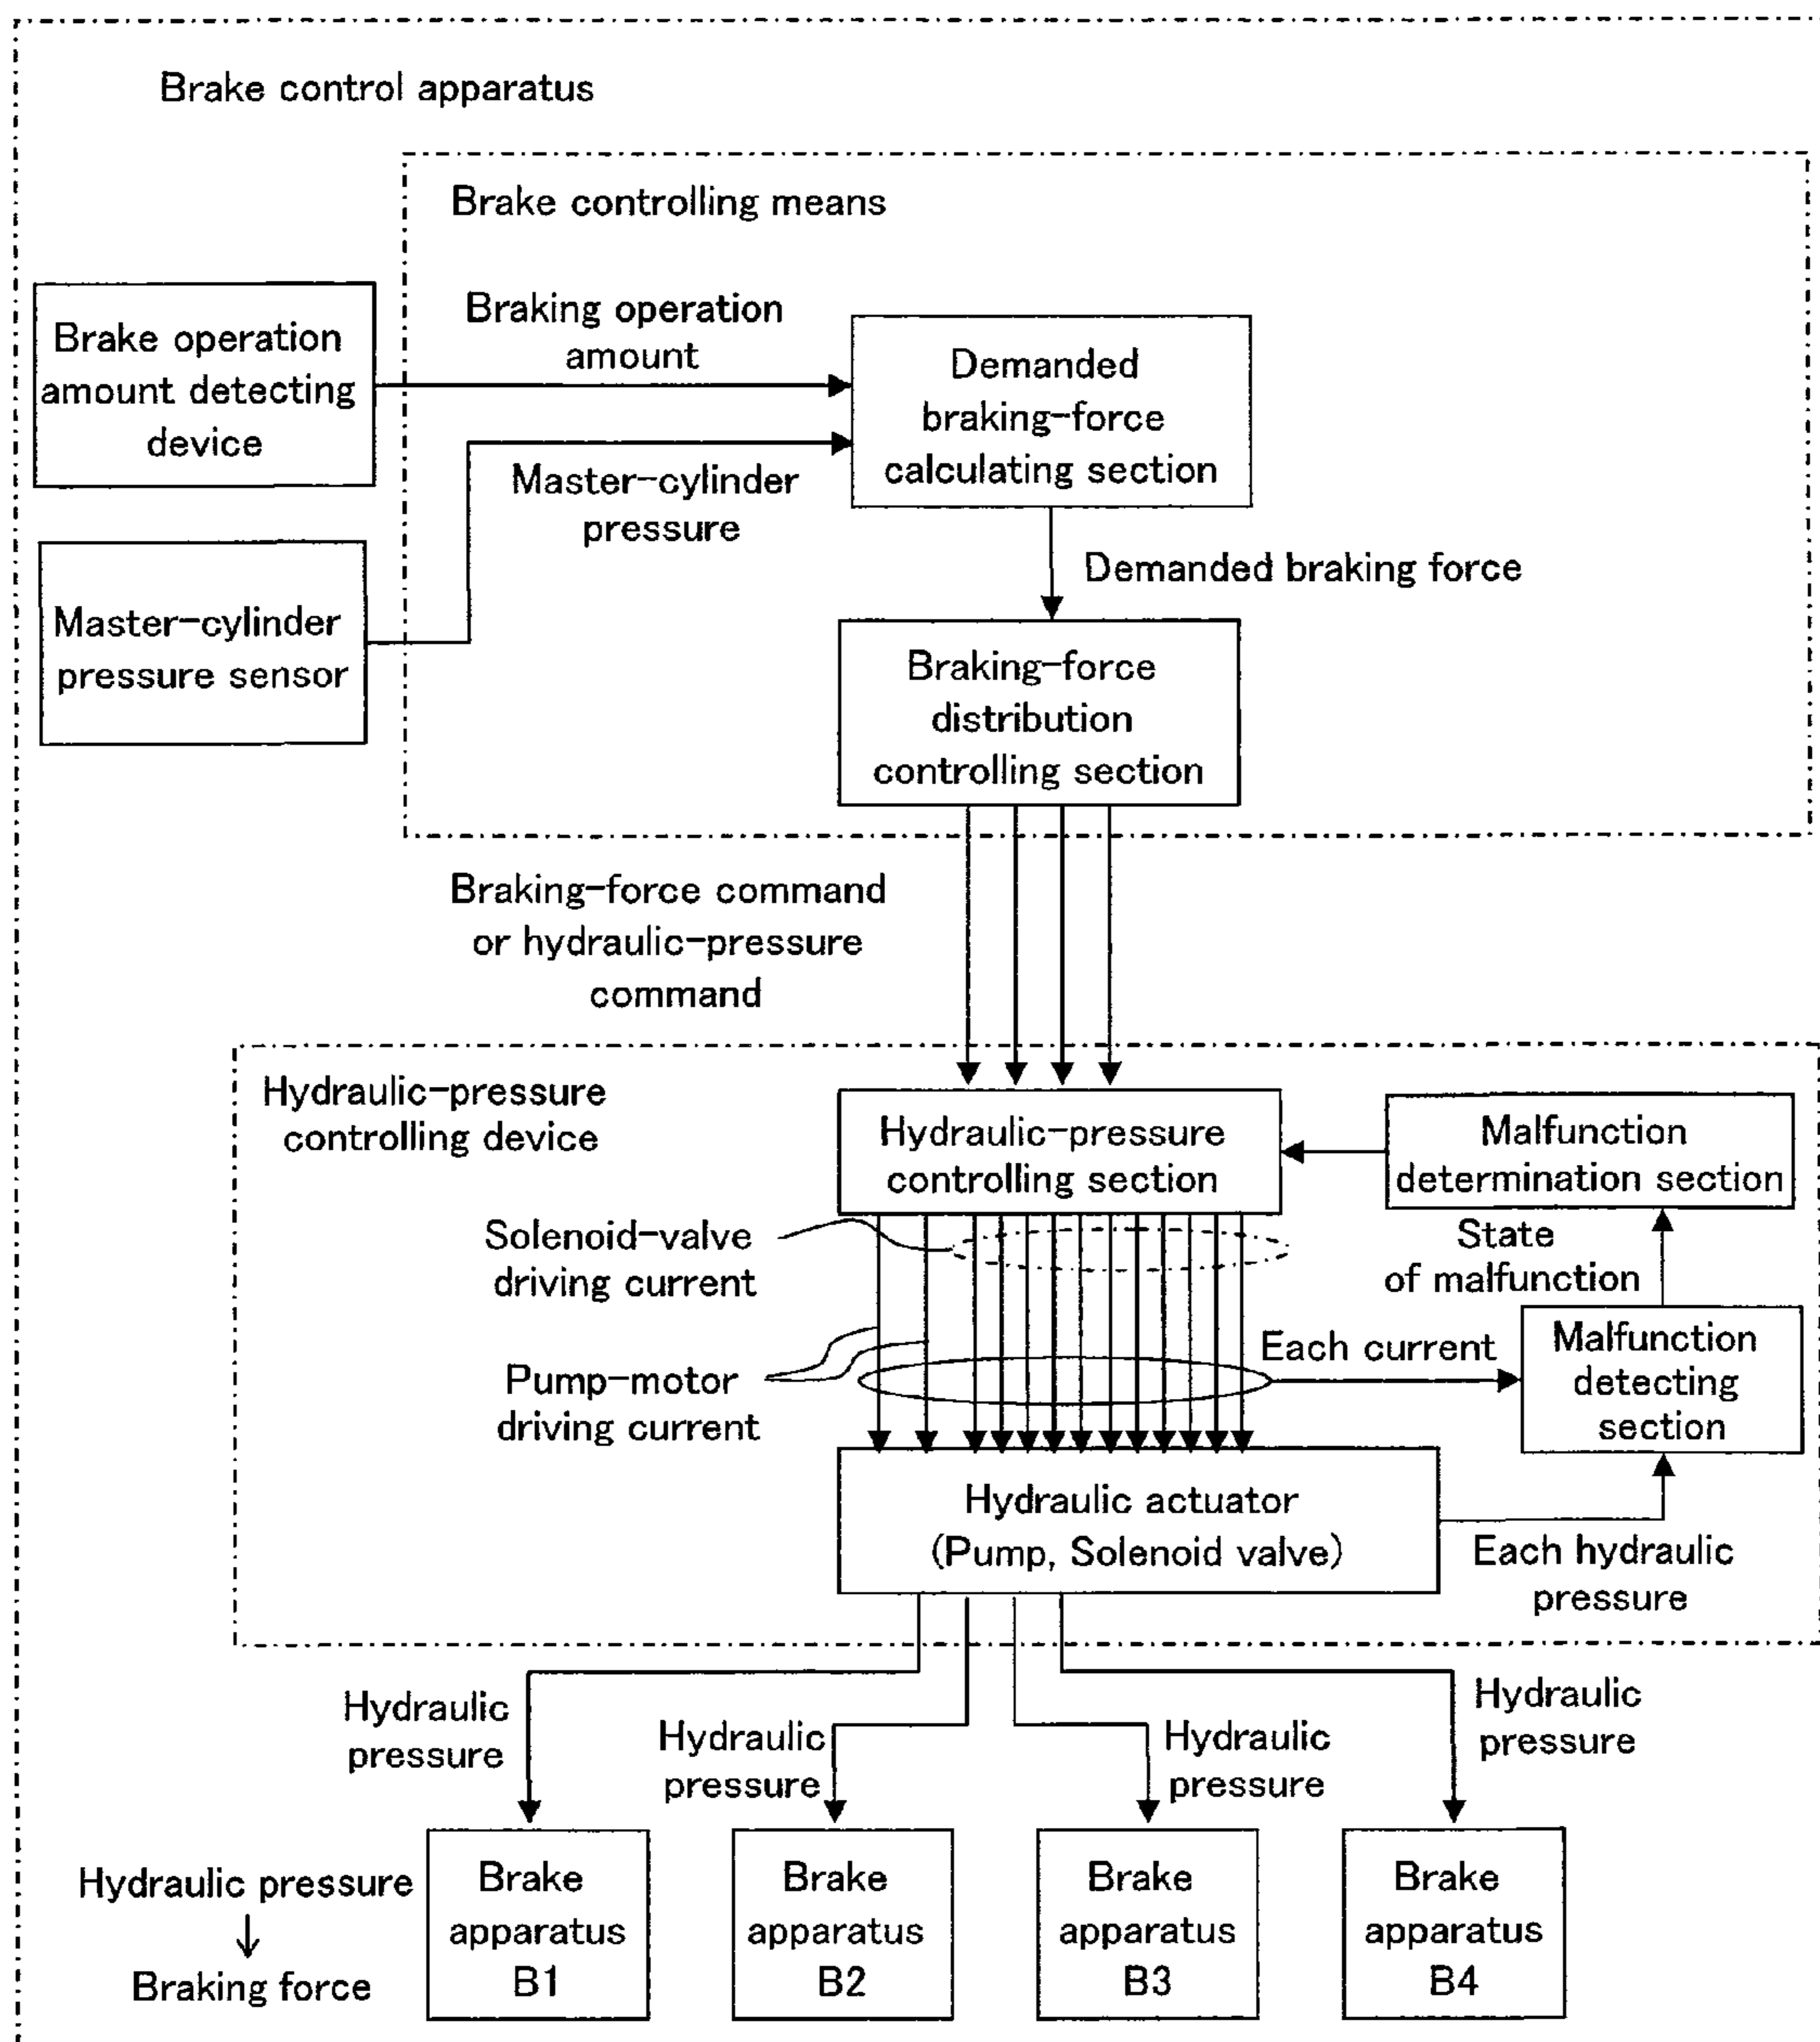 Brake control apparatus
Brake controlling means
Brake operation
amount detecting
device
Braking operation
amount
Demanded
braking-force
calculating section
Master-cylinder
pressure
Master-cylinder
pressure sensor
Demanded braking force
Braking-force
distribution
controlling section
Braking-force command
or hydraulic-pressure
command
Hydraulic-pressure
controlling device
Hydraulic-pressure
controlling section
Malfunction
determination section
Solenoid-valve
driving current
State
of malfunction
Pump-motor
driving current
Each current
Malfunction
detecting
section
Hydraulic actuator
(Pump, Solenoid valve)
Each hydraulic
pressure
Hydraulic
pressure
Hydraulic
pressure
Hydraulic
pressure
Hydraulic
pressure
Hydraulic pressure
↓
Braking force
Brake
apparatus
B1
Brake
apparatus
B2
Brake
apparatus
B3
Brake
apparatus
B4